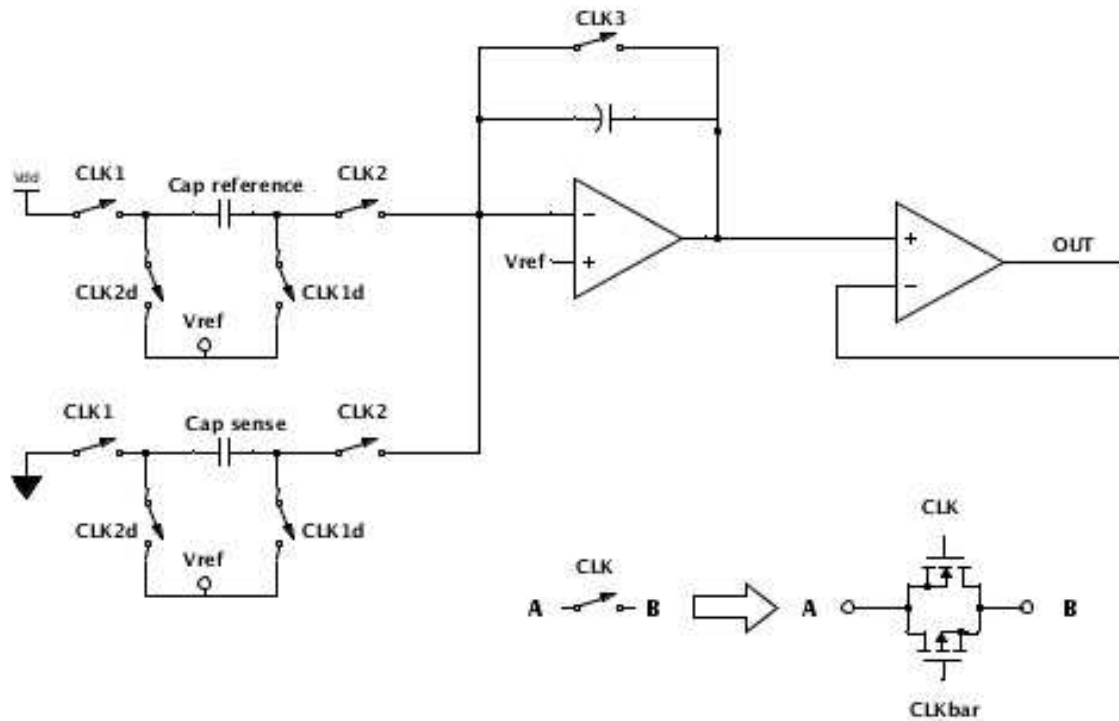 CLK3
Vdd
CLK1
Cap reference
CLK2
−
Vref
+
+
OUT
−
CLK2d
CLK1d
Vref
CLK1
Cap sense
CLK2
CLK2d
CLK1d
Vref
CLK
CLK
A
B
A
B
CLKbar